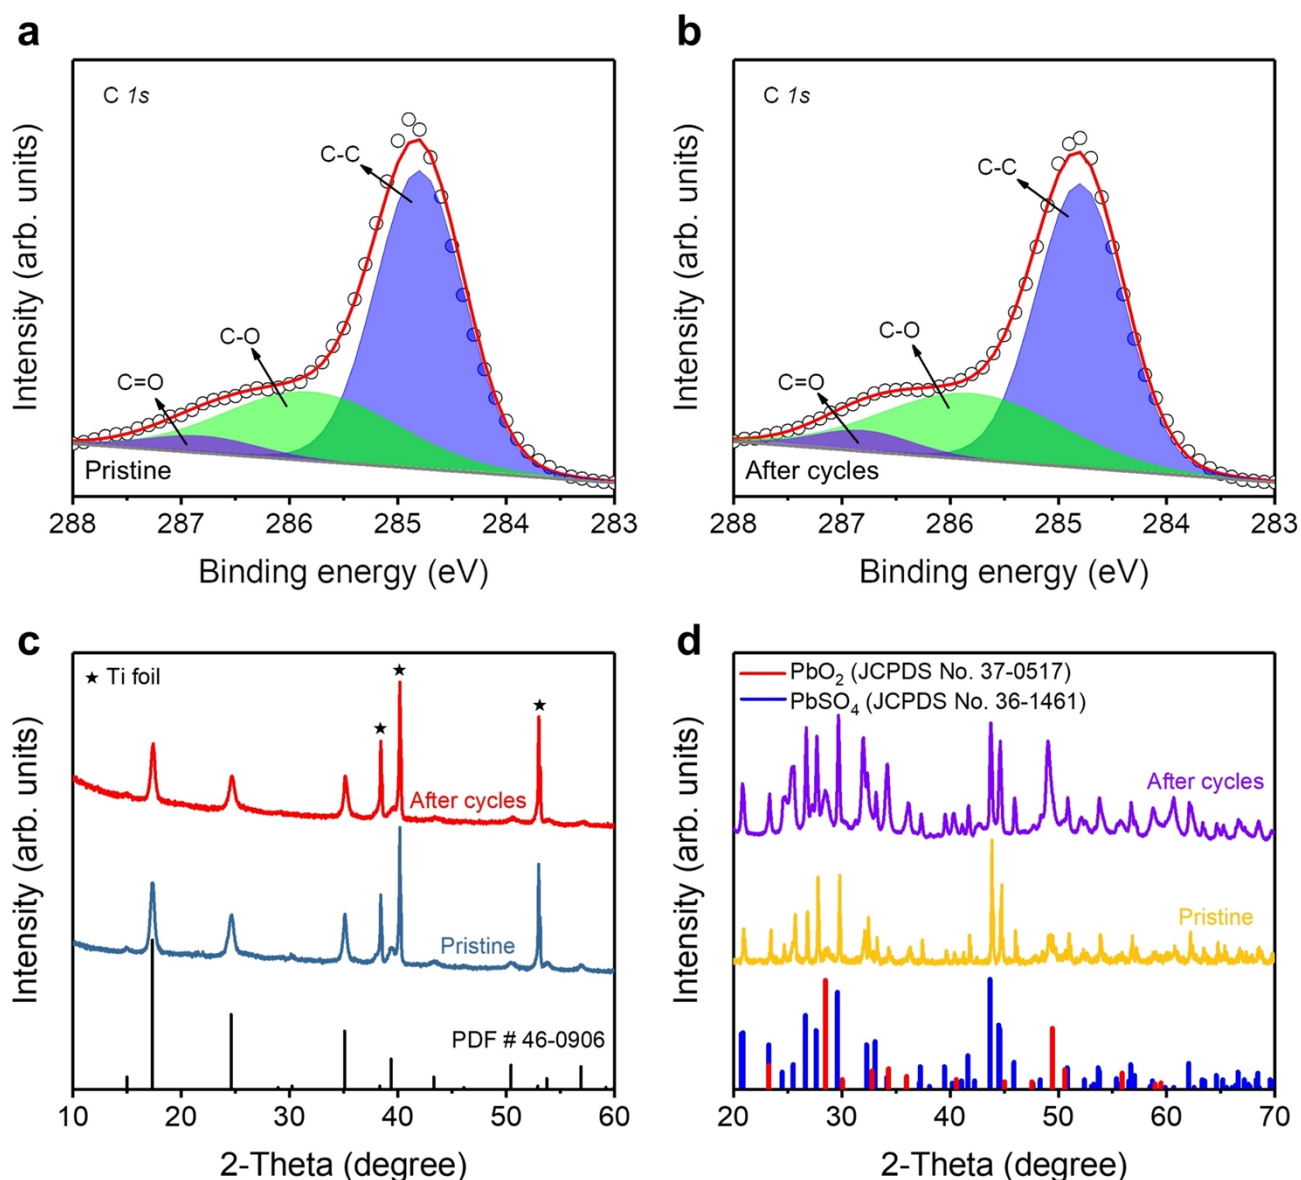 a
C 1s
C-C
C-O
C=O
Pristine
288 287 286 285 284 283
Binding energy (eV)
Intensity (arb. units)
b
C 1s
C-C
C-O
C=O
After cycles
288 287 286 285 284 283
Binding energy (eV)
Intensity (arb. units)
c
★ Ti foil
★ ★ ★
After cycles
Pristine
PDF # 46-0906
10 20 30 40 50 60
2-Theta (degree)
Intensity (arb. units)
d
PbO₂ (JCPDS No. 37-0517)
PbSO₄ (JCPDS No. 36-1461)
After cycles
Pristine
20 30 40 50 60 70
2-Theta (degree)
Intensity (arb. units)